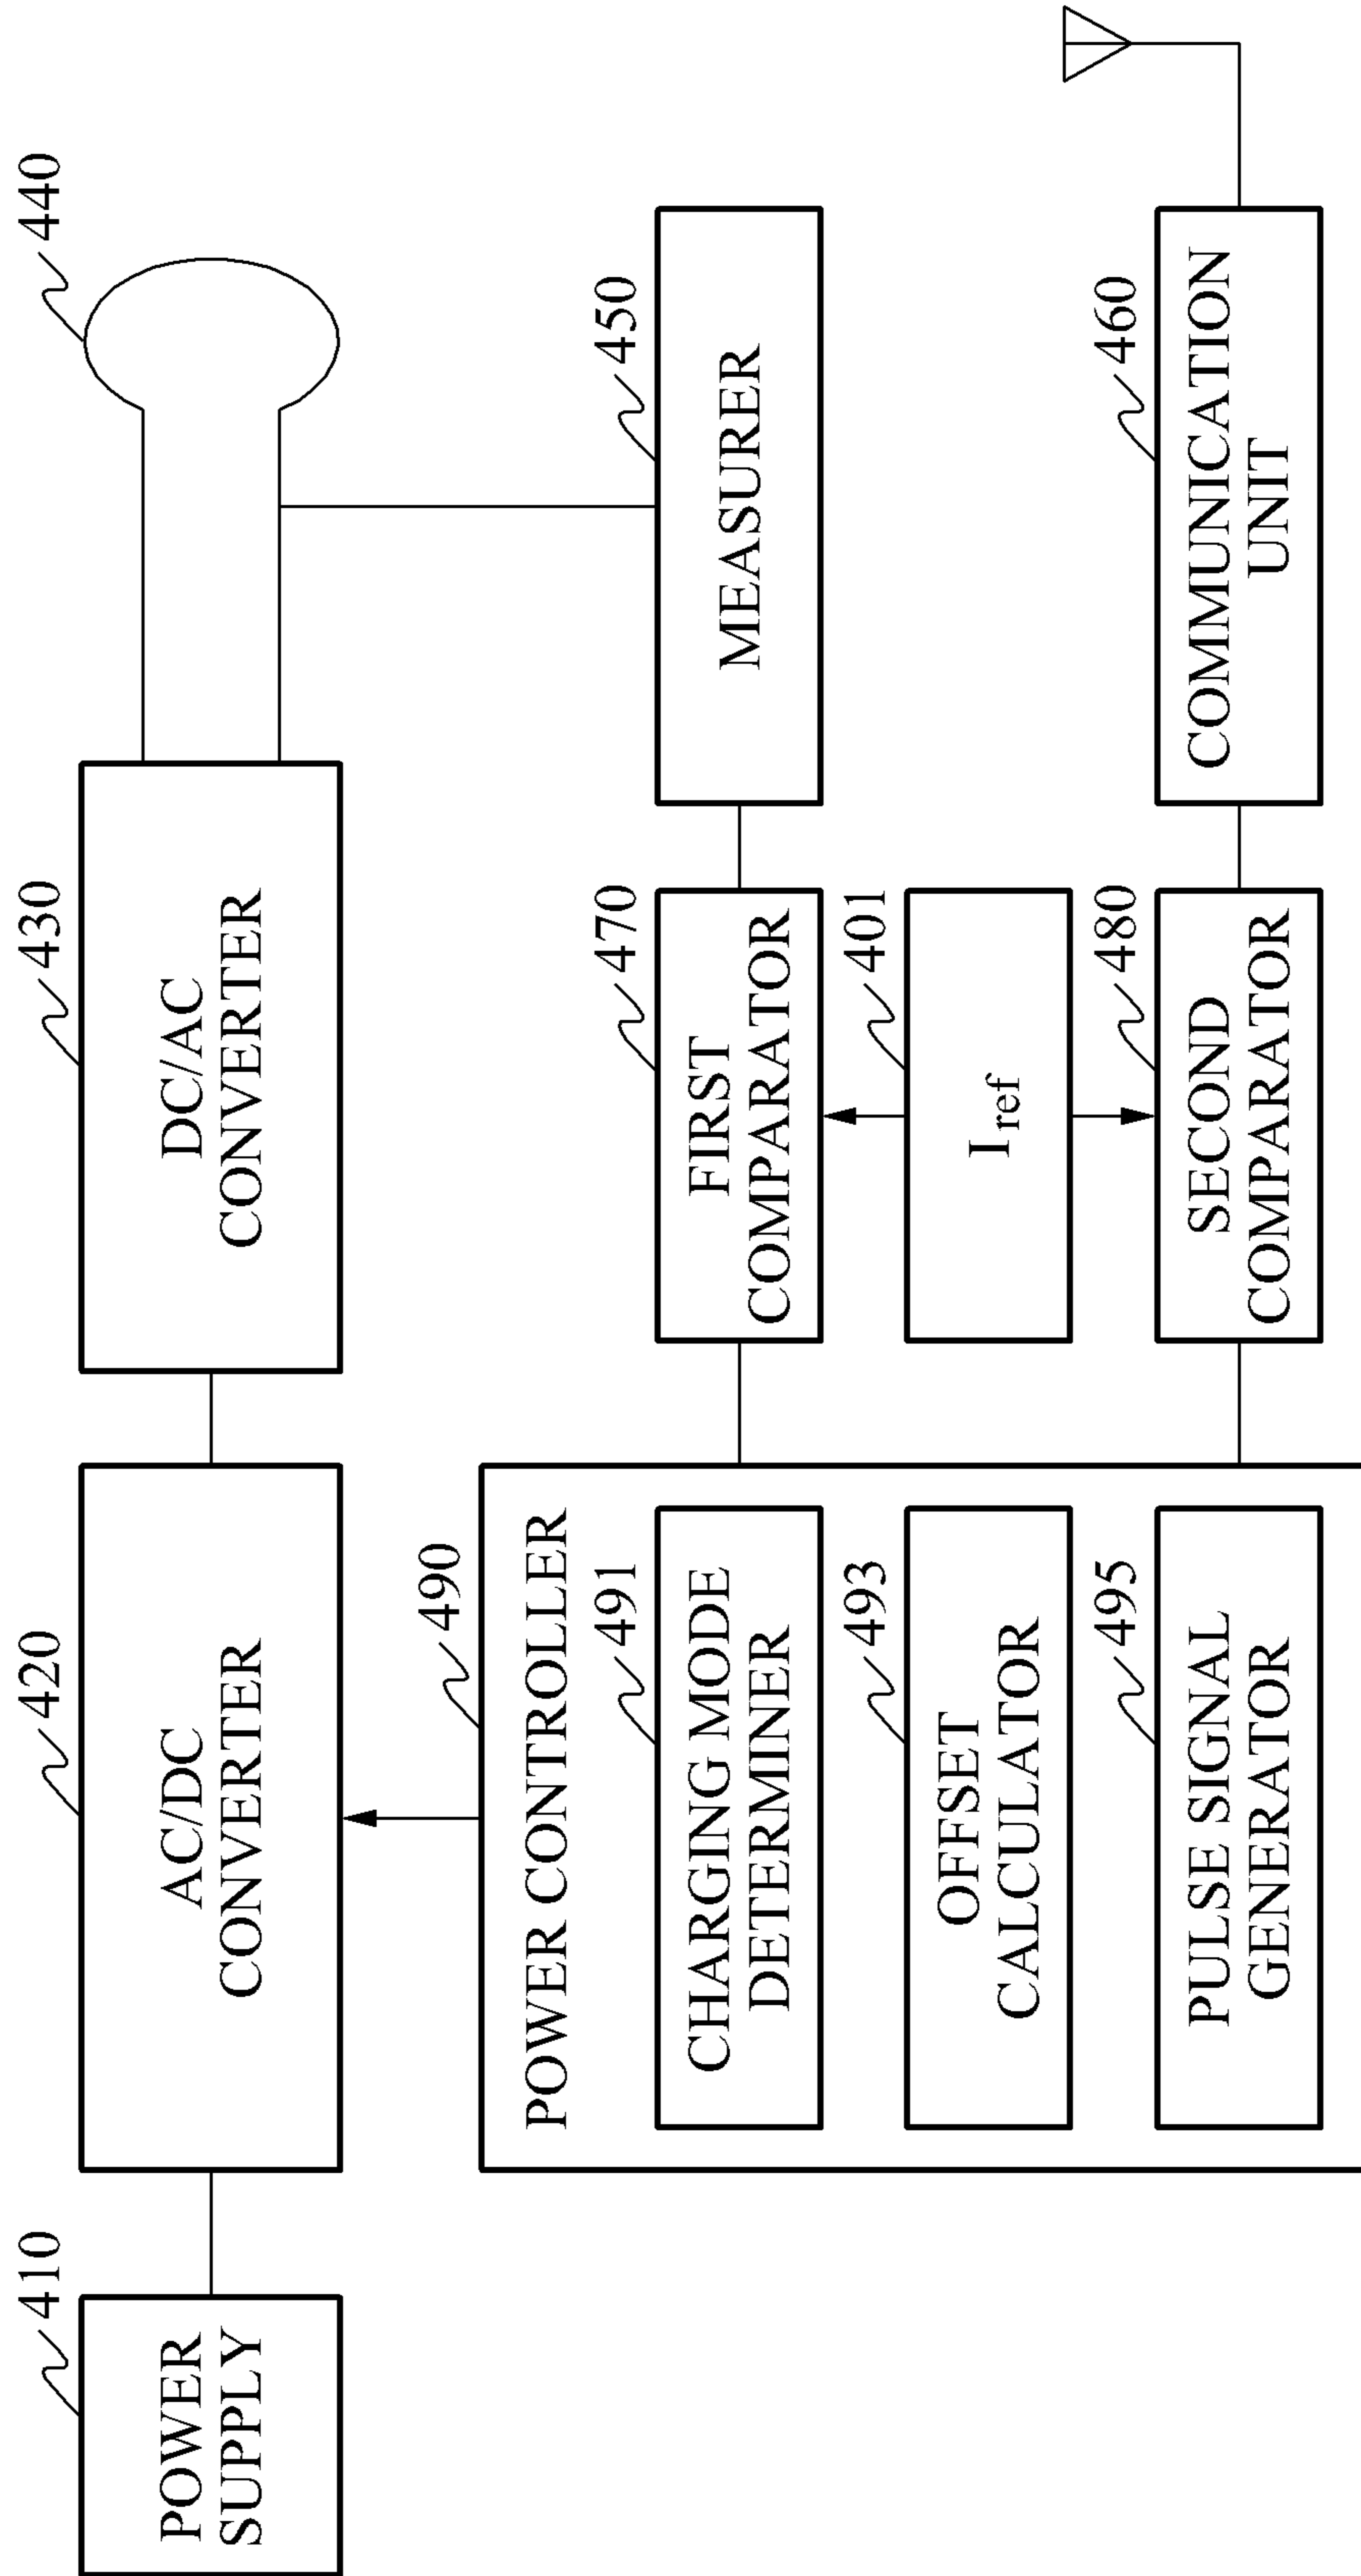 410
POWER
SUPPLY
420
AC/DC
CONVERTER
430
DC/AC
CONVERTER
440
490
POWER CONTROLLER
491
CHARGING MODE
DETERMINER
493
OFFSET
CALCULATOR
495
PULSE SIGNAL
GENERATOR
470
FIRST
COMPARATOR
401
Iref
480
SECOND
COMPARATOR
450
MEASURER
460
COMMUNICATION
UNIT